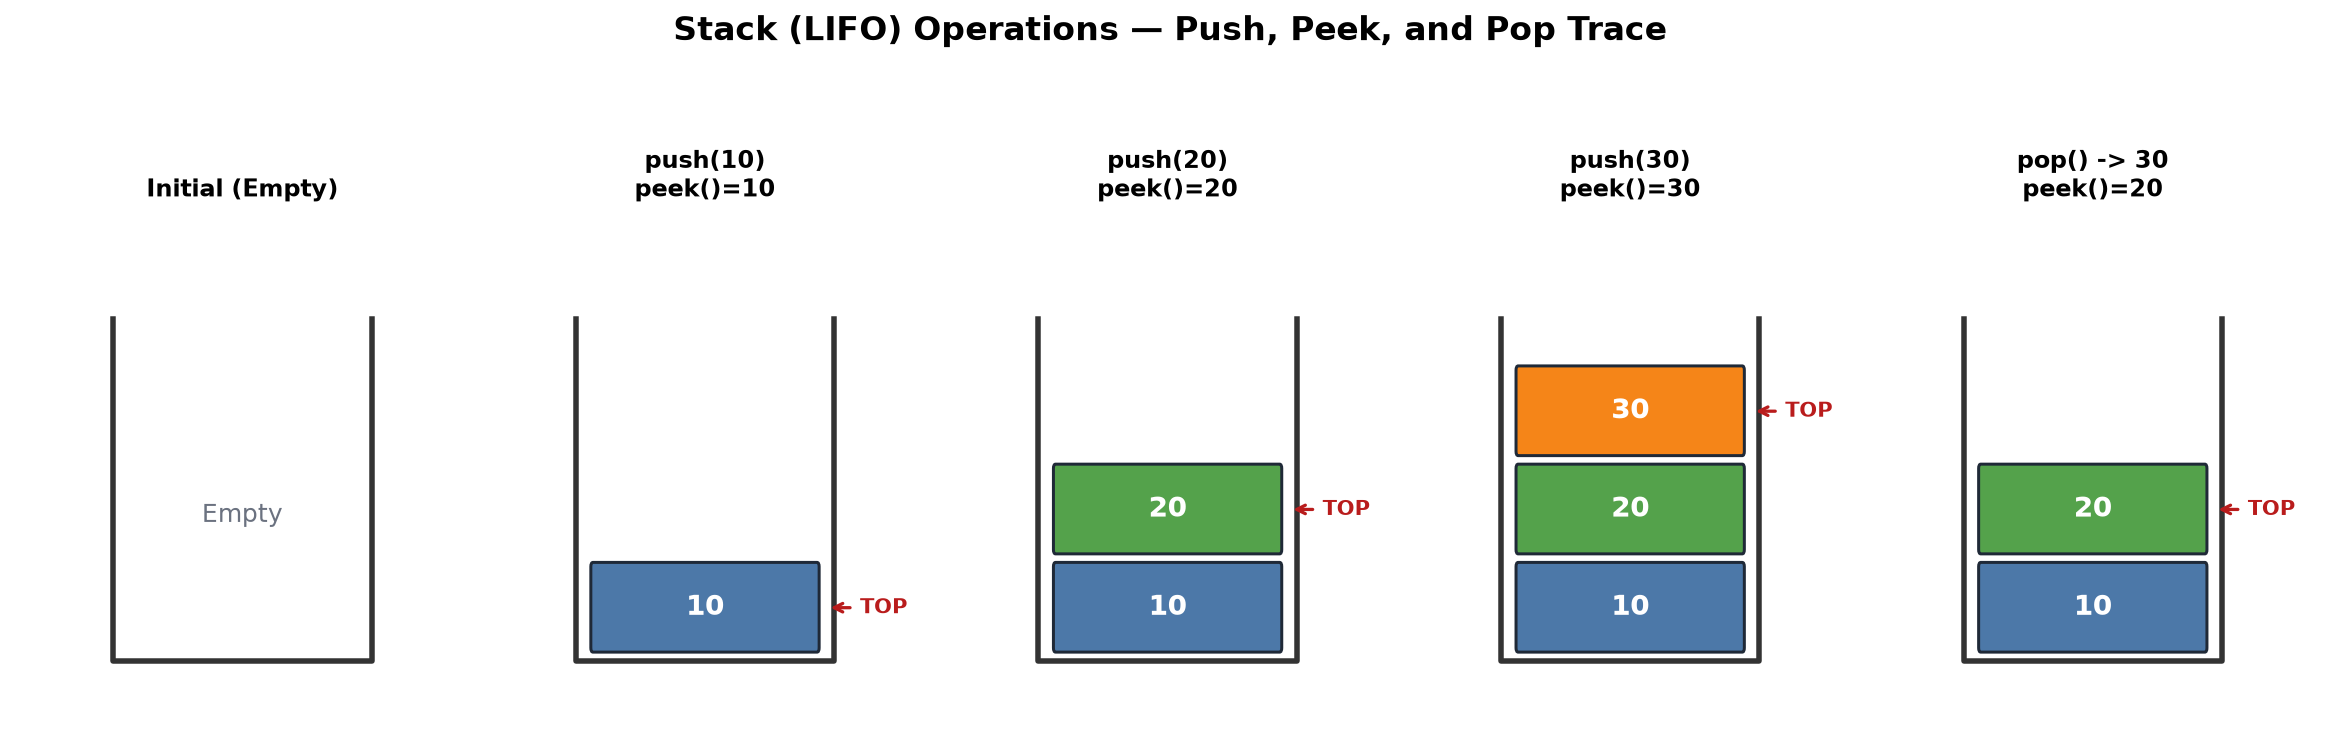 Stack (LIFO) Operations — Push, Peek, and Pop Trace
Initial (Empty)
Empty
push(10)
peek()=10
10
TOP
push(20)
peek()=20
20
TOP
10
push(30)
peek()=30
30
TOP
20
10
pop() -> 30
peek()=20
20
TOP
10